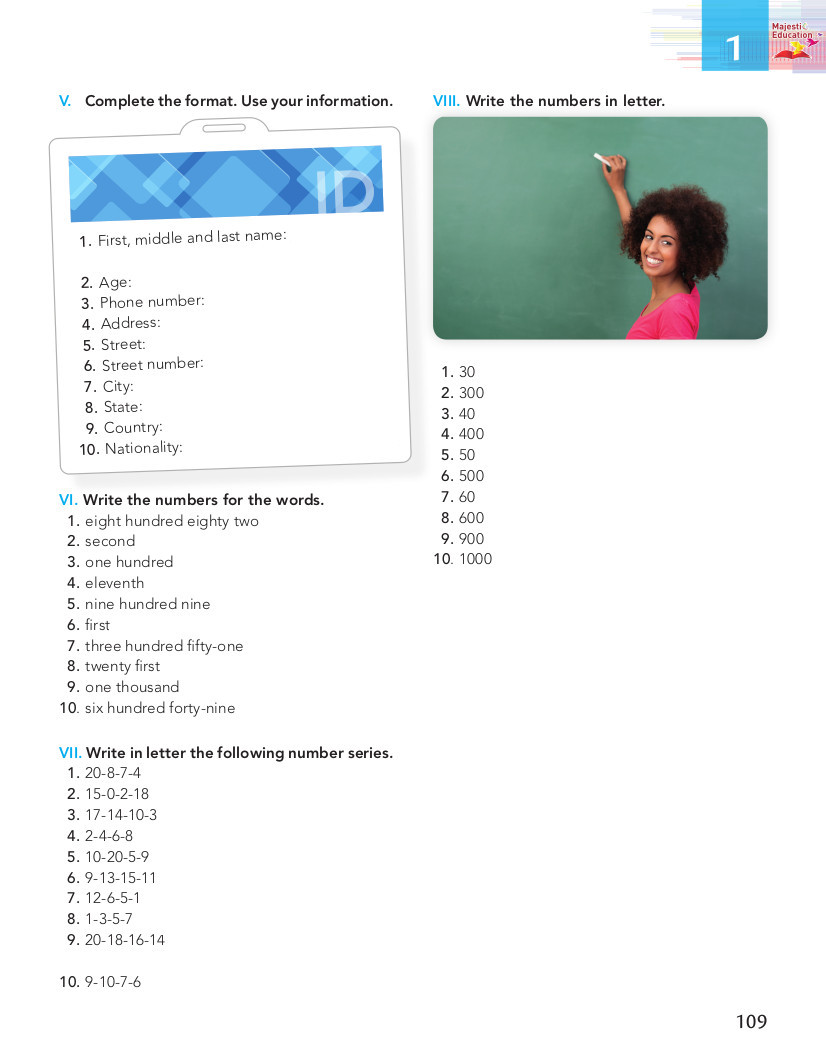 1
Majesti
Education
V. Complete the format. Use your information.
ID
1. First, middle and last name:
2. Age:
3. Phone number:
4. Address:
5. Street:
6. Street number:
7. City:
8. State:
9. Country:
10. Nationality:
VI. Write the numbers for the words.
1. eight hundred eighty two
2. second
3. one hundred
4. eleventh
5. nine hundred nine
6. first
7. three hundred fifty-one
8. twenty first
9. one thousand
10. six hundred forty-nine
VII. Write in letter the following number series.
1. 20-8-7-4
2. 15-0-2-18
3. 17-14-10-3
4. 2-4-6-8
5. 10-20-5-9
6. 9-13-15-11
7. 12-6-5-1
8. 1-3-5-7
9. 20-18-16-14
10. 9-10-7-6
VIII. Write the numbers in letter.
1. 30
2. 300
3. 40
4. 400
5. 50
6. 500
7. 60
8. 600
9. 900
10. 1000
109